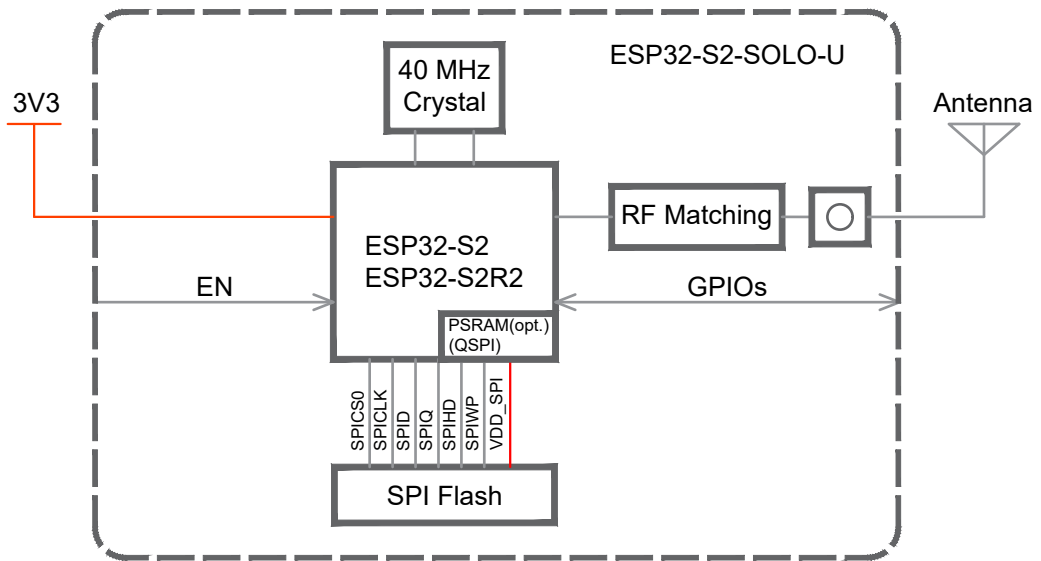 ESP32-S2-SOLO-U
40 MHz
Crystal
3V3
Antenna
RF Matching
ESP32-S2
ESP32-S2R2
EN
GPIOs
PSRAM(opt.)
(QSPI)
SPICS0
SPICLK
SPID
SPIQ
SPIHD
SPIWP
VDD_SPI
SPI Flash